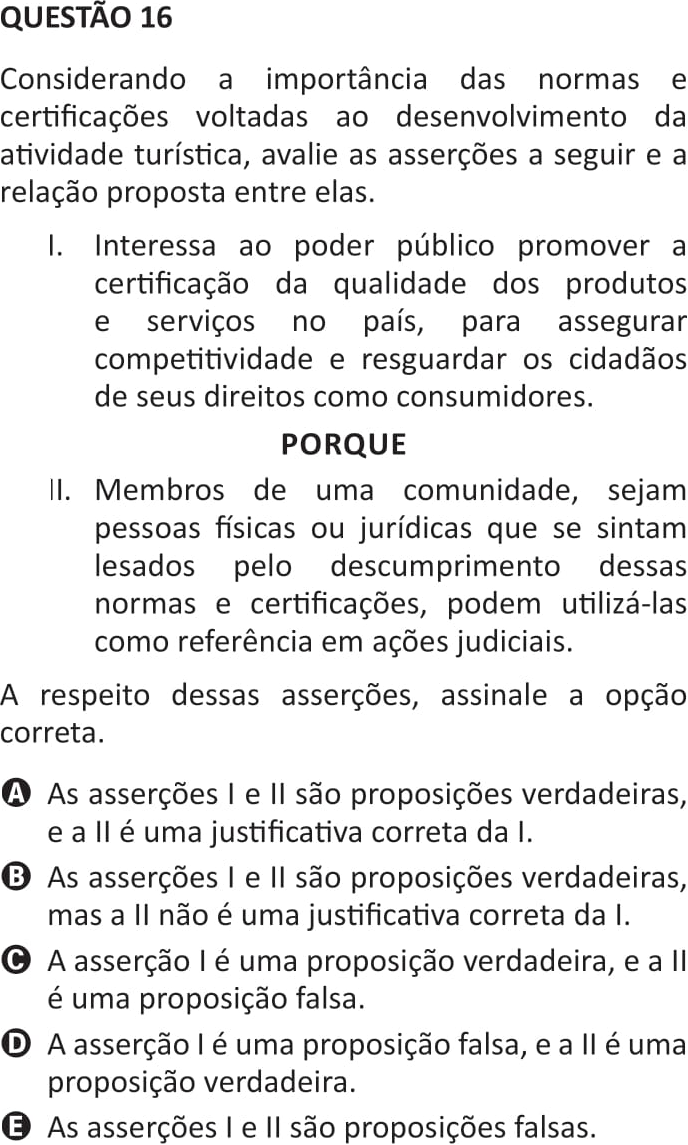 QUESTÃO 16
Considerando a importância das normas e
certificações voltadas ao desenvolvimento da
atividade turística, avalie as asserções a seguir e a
relação proposta entre elas.
I. Interessa ao poder público promover a
certificação da qualidade dos produtos
e serviços no país, para assegurar
competitividade e resguardar os cidadãos
de seus direitos como consumidores.
PORQUE
II. Membros de uma comunidade, sejam
pessoas físicas ou jurídicas que se sintam
lesados pelo descumprimento dessas
normas e certificações, podem utilizá-las
como referência em ações judiciais.
A respeito dessas asserções, assinale a opção
correta.
A As asserções I e II são proposições verdadeiras,
e a II é uma justificativa correta da I.
B As asserções I e II são proposições verdadeiras,
mas a II não é uma justificativa correta da I.
C A asserção I é uma proposição verdadeira, e a II
é uma proposição falsa.
D A asserção I é uma proposição falsa, e a II é uma
proposição verdadeira.
E As asserções I e II são proposições falsas.